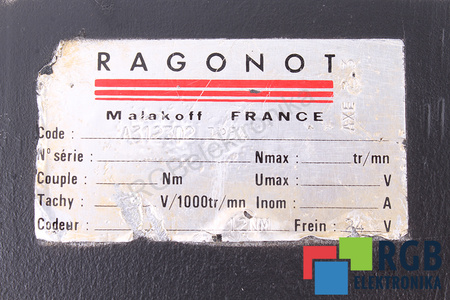 RAGONOT
Malakoff FRANCE
Code :
N° série : Nmax : tr/mn
Couple : Nm Umax : V
Tachy : V/1000tr/mn Inom : A
Codeur : Frein : V
AXE
RGB
ELEKTRONIKA